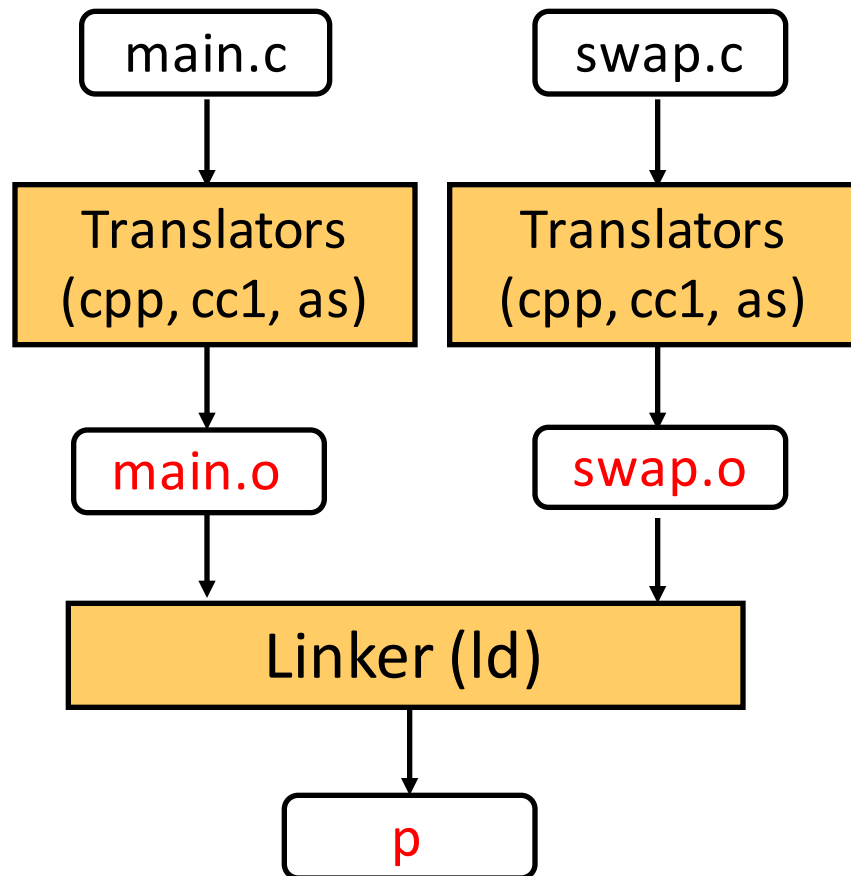 main.c
swap.c
Translators
(cpp, cc1, as)
Translators
(cpp, cc1, as)
main.o
swap.o
Linker (ld)
p